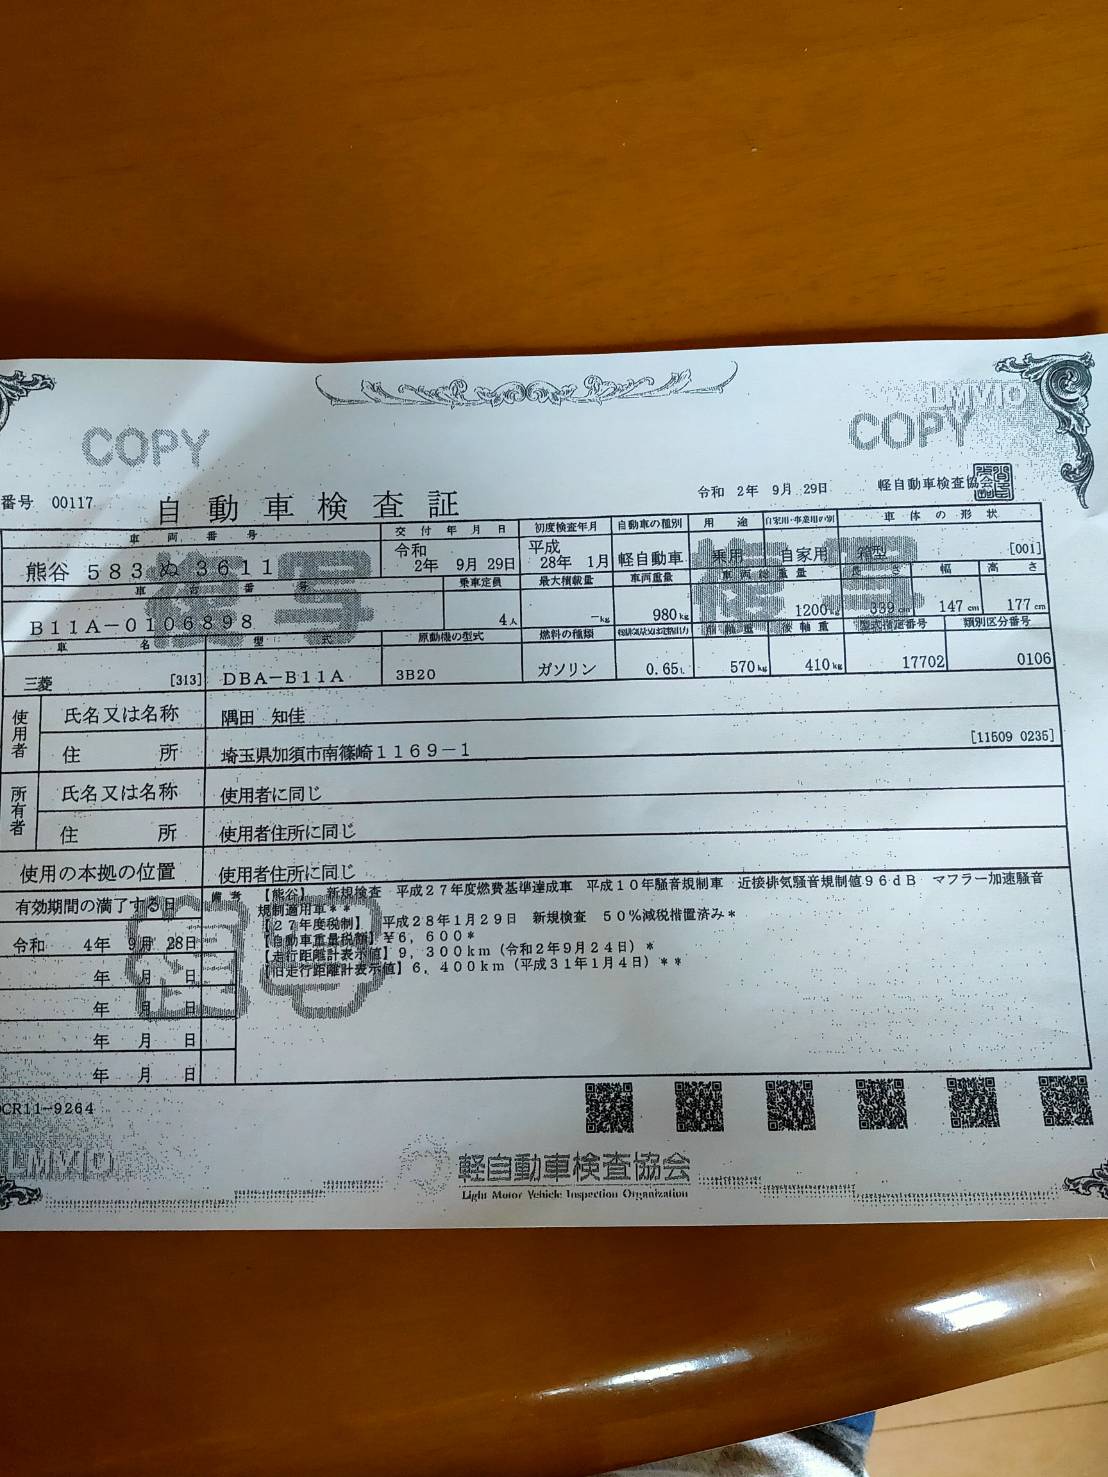 LMVIO
COPY COPY
番号 00117 自動車検査証 令和 2年 9月 29日 軽自動車検査協会
車両番号 交付年月日 初度検査年月 自動車の種別 用途 自家用・事業用の別 車体の形状
熊谷 583 ぬ 3611 令和 2年 9月 29日 平成 28年 1月 軽自動車 乗用 自家用 箱型 [001]
車台番号 乗車定員 最大積載量 車両重量 車両総重量 長さ 幅 高さ
B11A-0106898 4人 -kg 980kg 1200kg 339cm 147cm 177cm
車名 型式 原動機の型式 燃料の種類 総排気量又は定格出力 前軸重 後軸重 型式指定番号 類別区分番号
三菱 [313] DBA-B11A 3B20 ガソリン 0.65L 570kg 410kg 17702 0106
使用者 氏名又は名称 隅田 知佳
住所 埼玉県加須市南篠崎1169-1 [11509 0235]
所有者 氏名又は名称 使用者に同じ
住所 使用者住所に同じ
使用の本拠の位置 使用者住所に同じ
有効期間の満了する日 備考 【熊谷】 新規検査 平成27年度燃費基準達成車 平成10年騒音規制車 近接排気騒音規制値96dB マフラー加速騒音
規制適用車**
【27年度税制】 平成28年1月29日 新規検査 50%減税措置済み*
令和 4年 9月 28日 【自動車重量税額】¥6,600*
【走行距離計表示値】9,300km(令和2年9月24日)*
年 月 日 【旧走行距離計表示値】6,400km(平成31年1月4日)**
年 月 日
年 月 日
年 月 日
CR11-9264
LMVIO
軽自動車検査協会
Light Motor Vehicle Inspection Organization